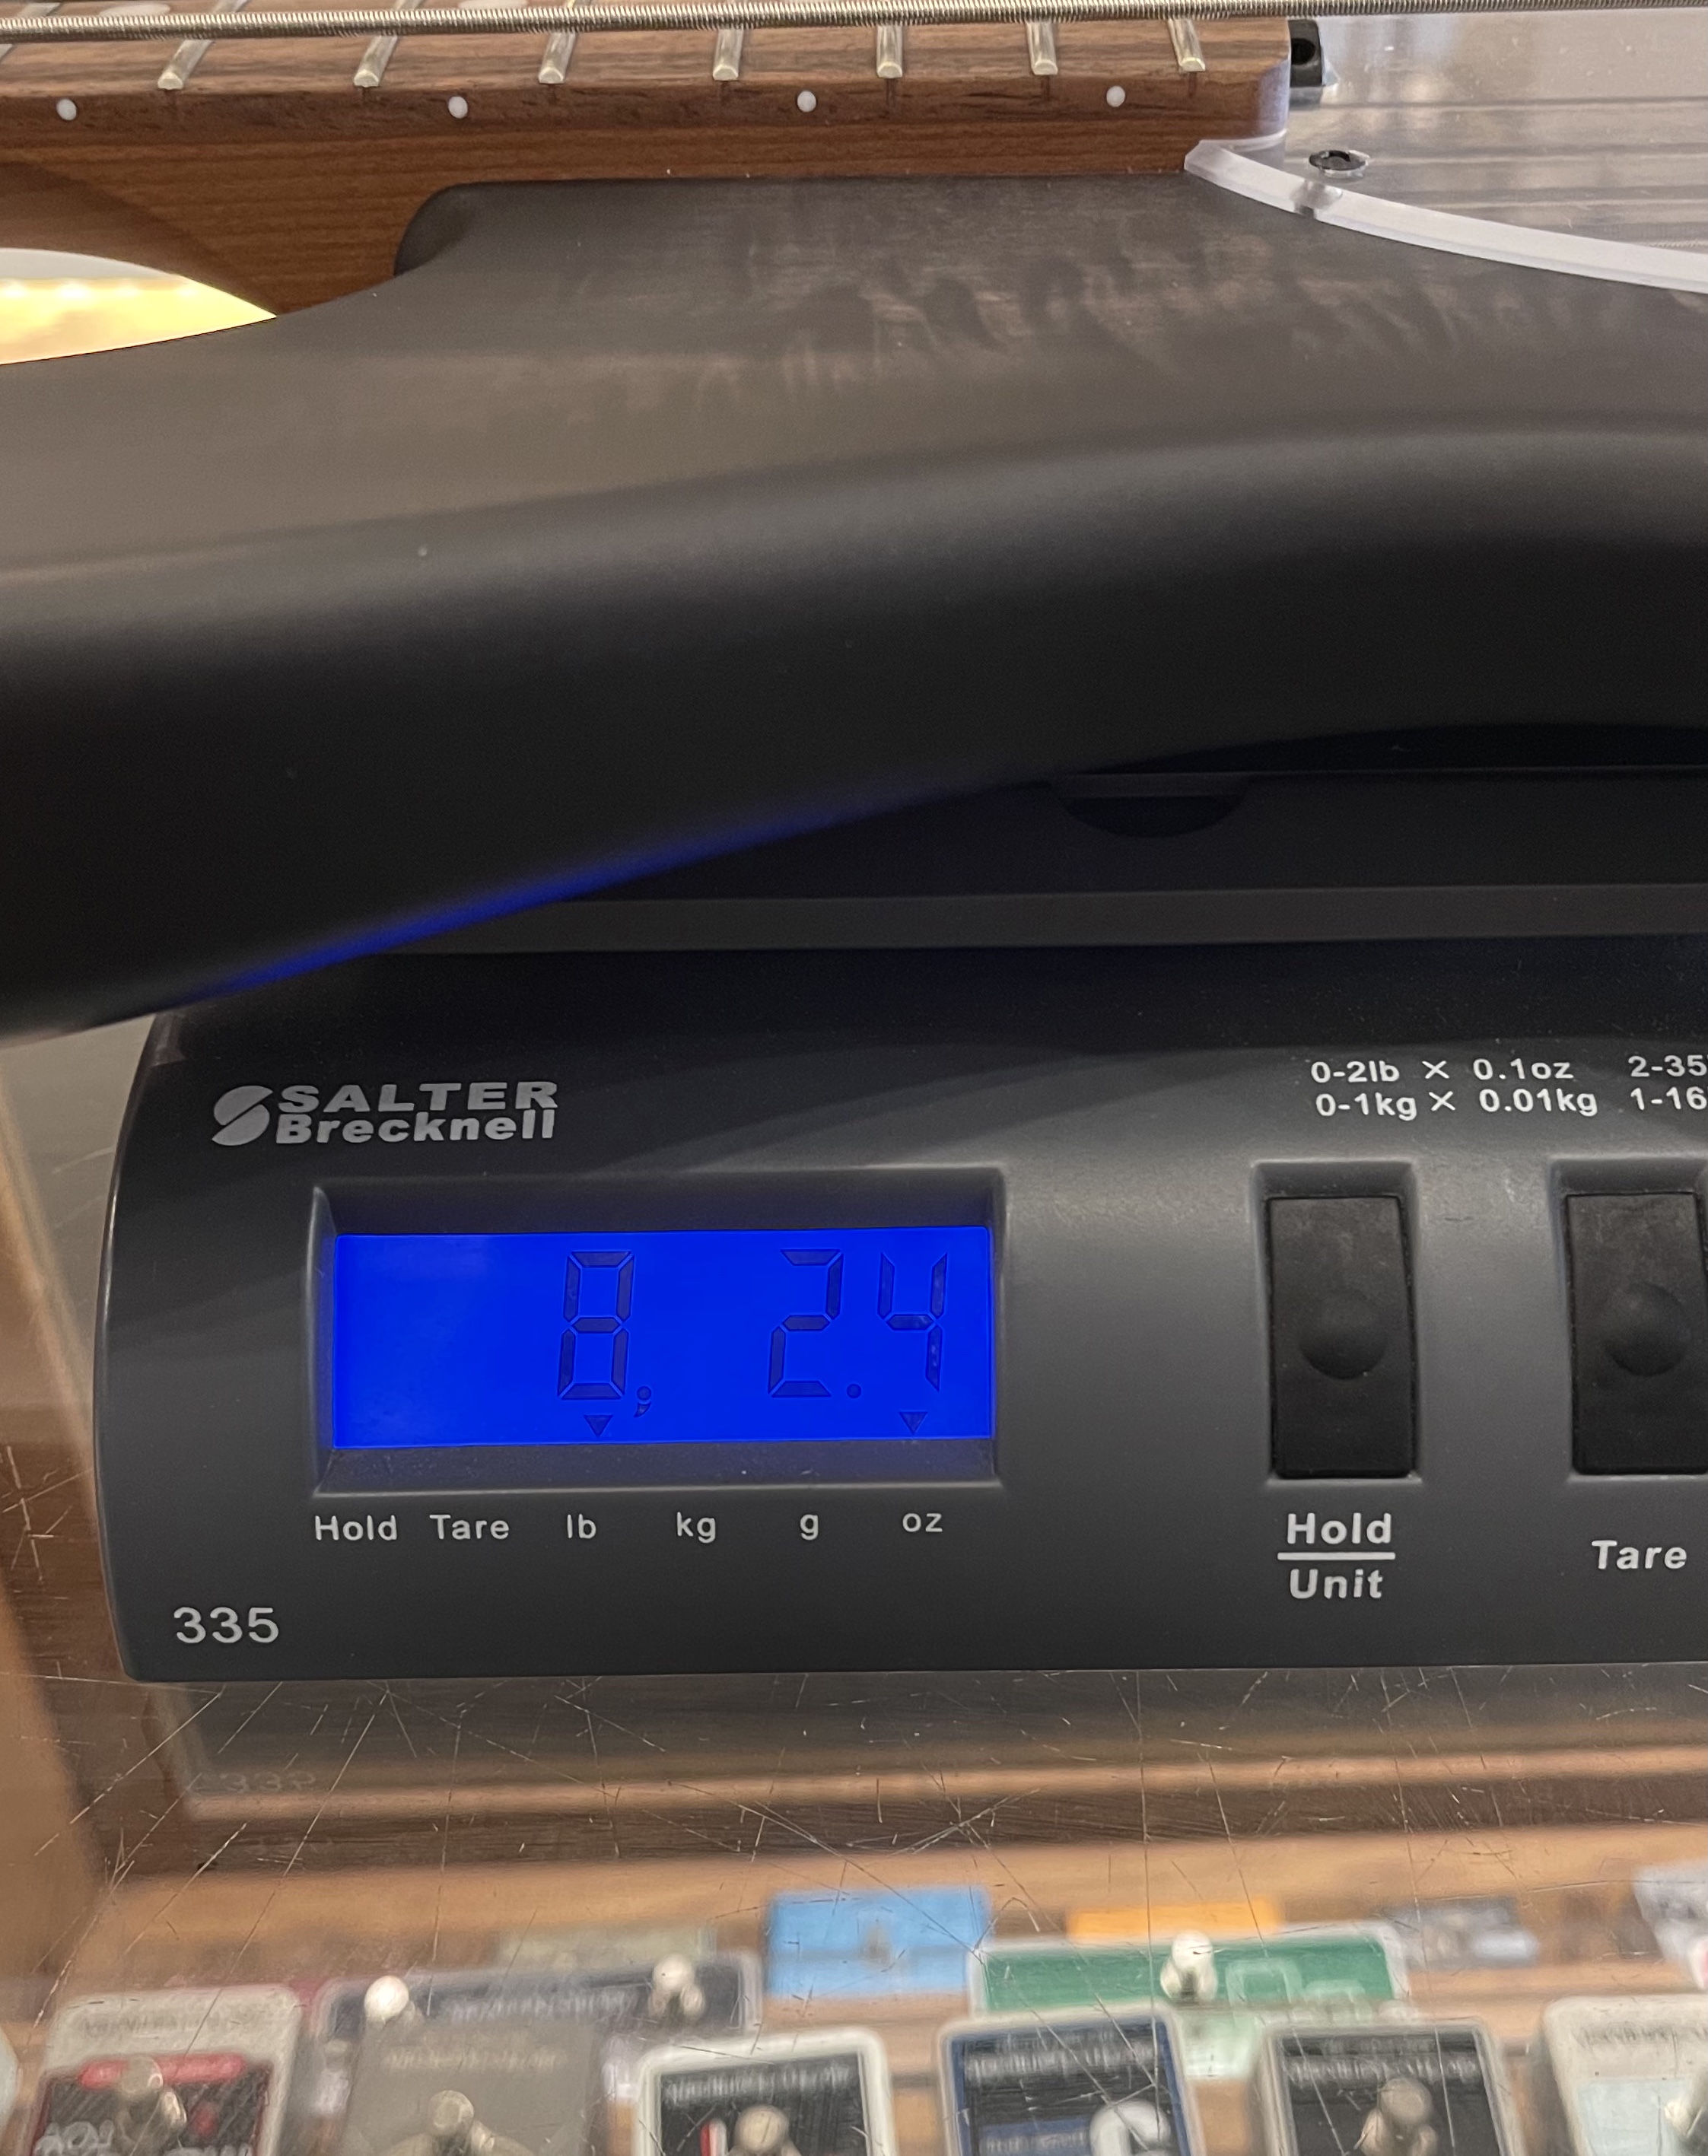 0-2lb × 0.1oz 2-35
0-1kg × 0.01kg 1-16
SALTER
Brecknell
8, 2.4
Hold Tare lb kg g oz
Hold
Unit
Tare
335